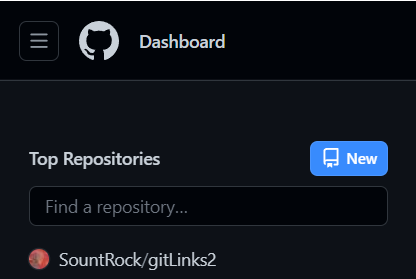 Dashboard
Top Repositories
New
Find a repository...
SountRock/gitLinks2